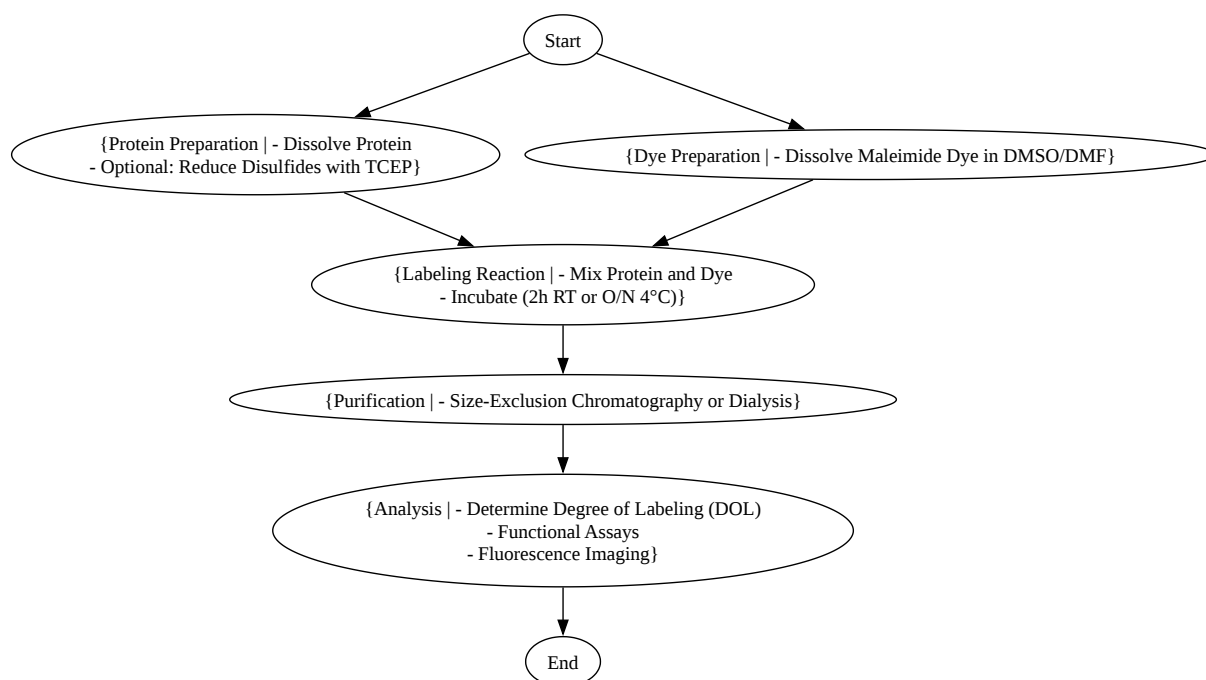 Start
{Protein Preparation | - Dissolve Protein
- Optional: Reduce Disulfides with TCEP}
{Dye Preparation | - Dissolve Maleimide Dye in DMSO/DMF}
{Labeling Reaction | - Mix Protein and Dye
- Incubate (2h RT or O/N 4°C)}
{Purification | - Size-Exclusion Chromatography or Dialysis}
{Analysis | - Determine Degree of Labeling (DOL)
- Functional Assays
- Fluorescence Imaging}
End